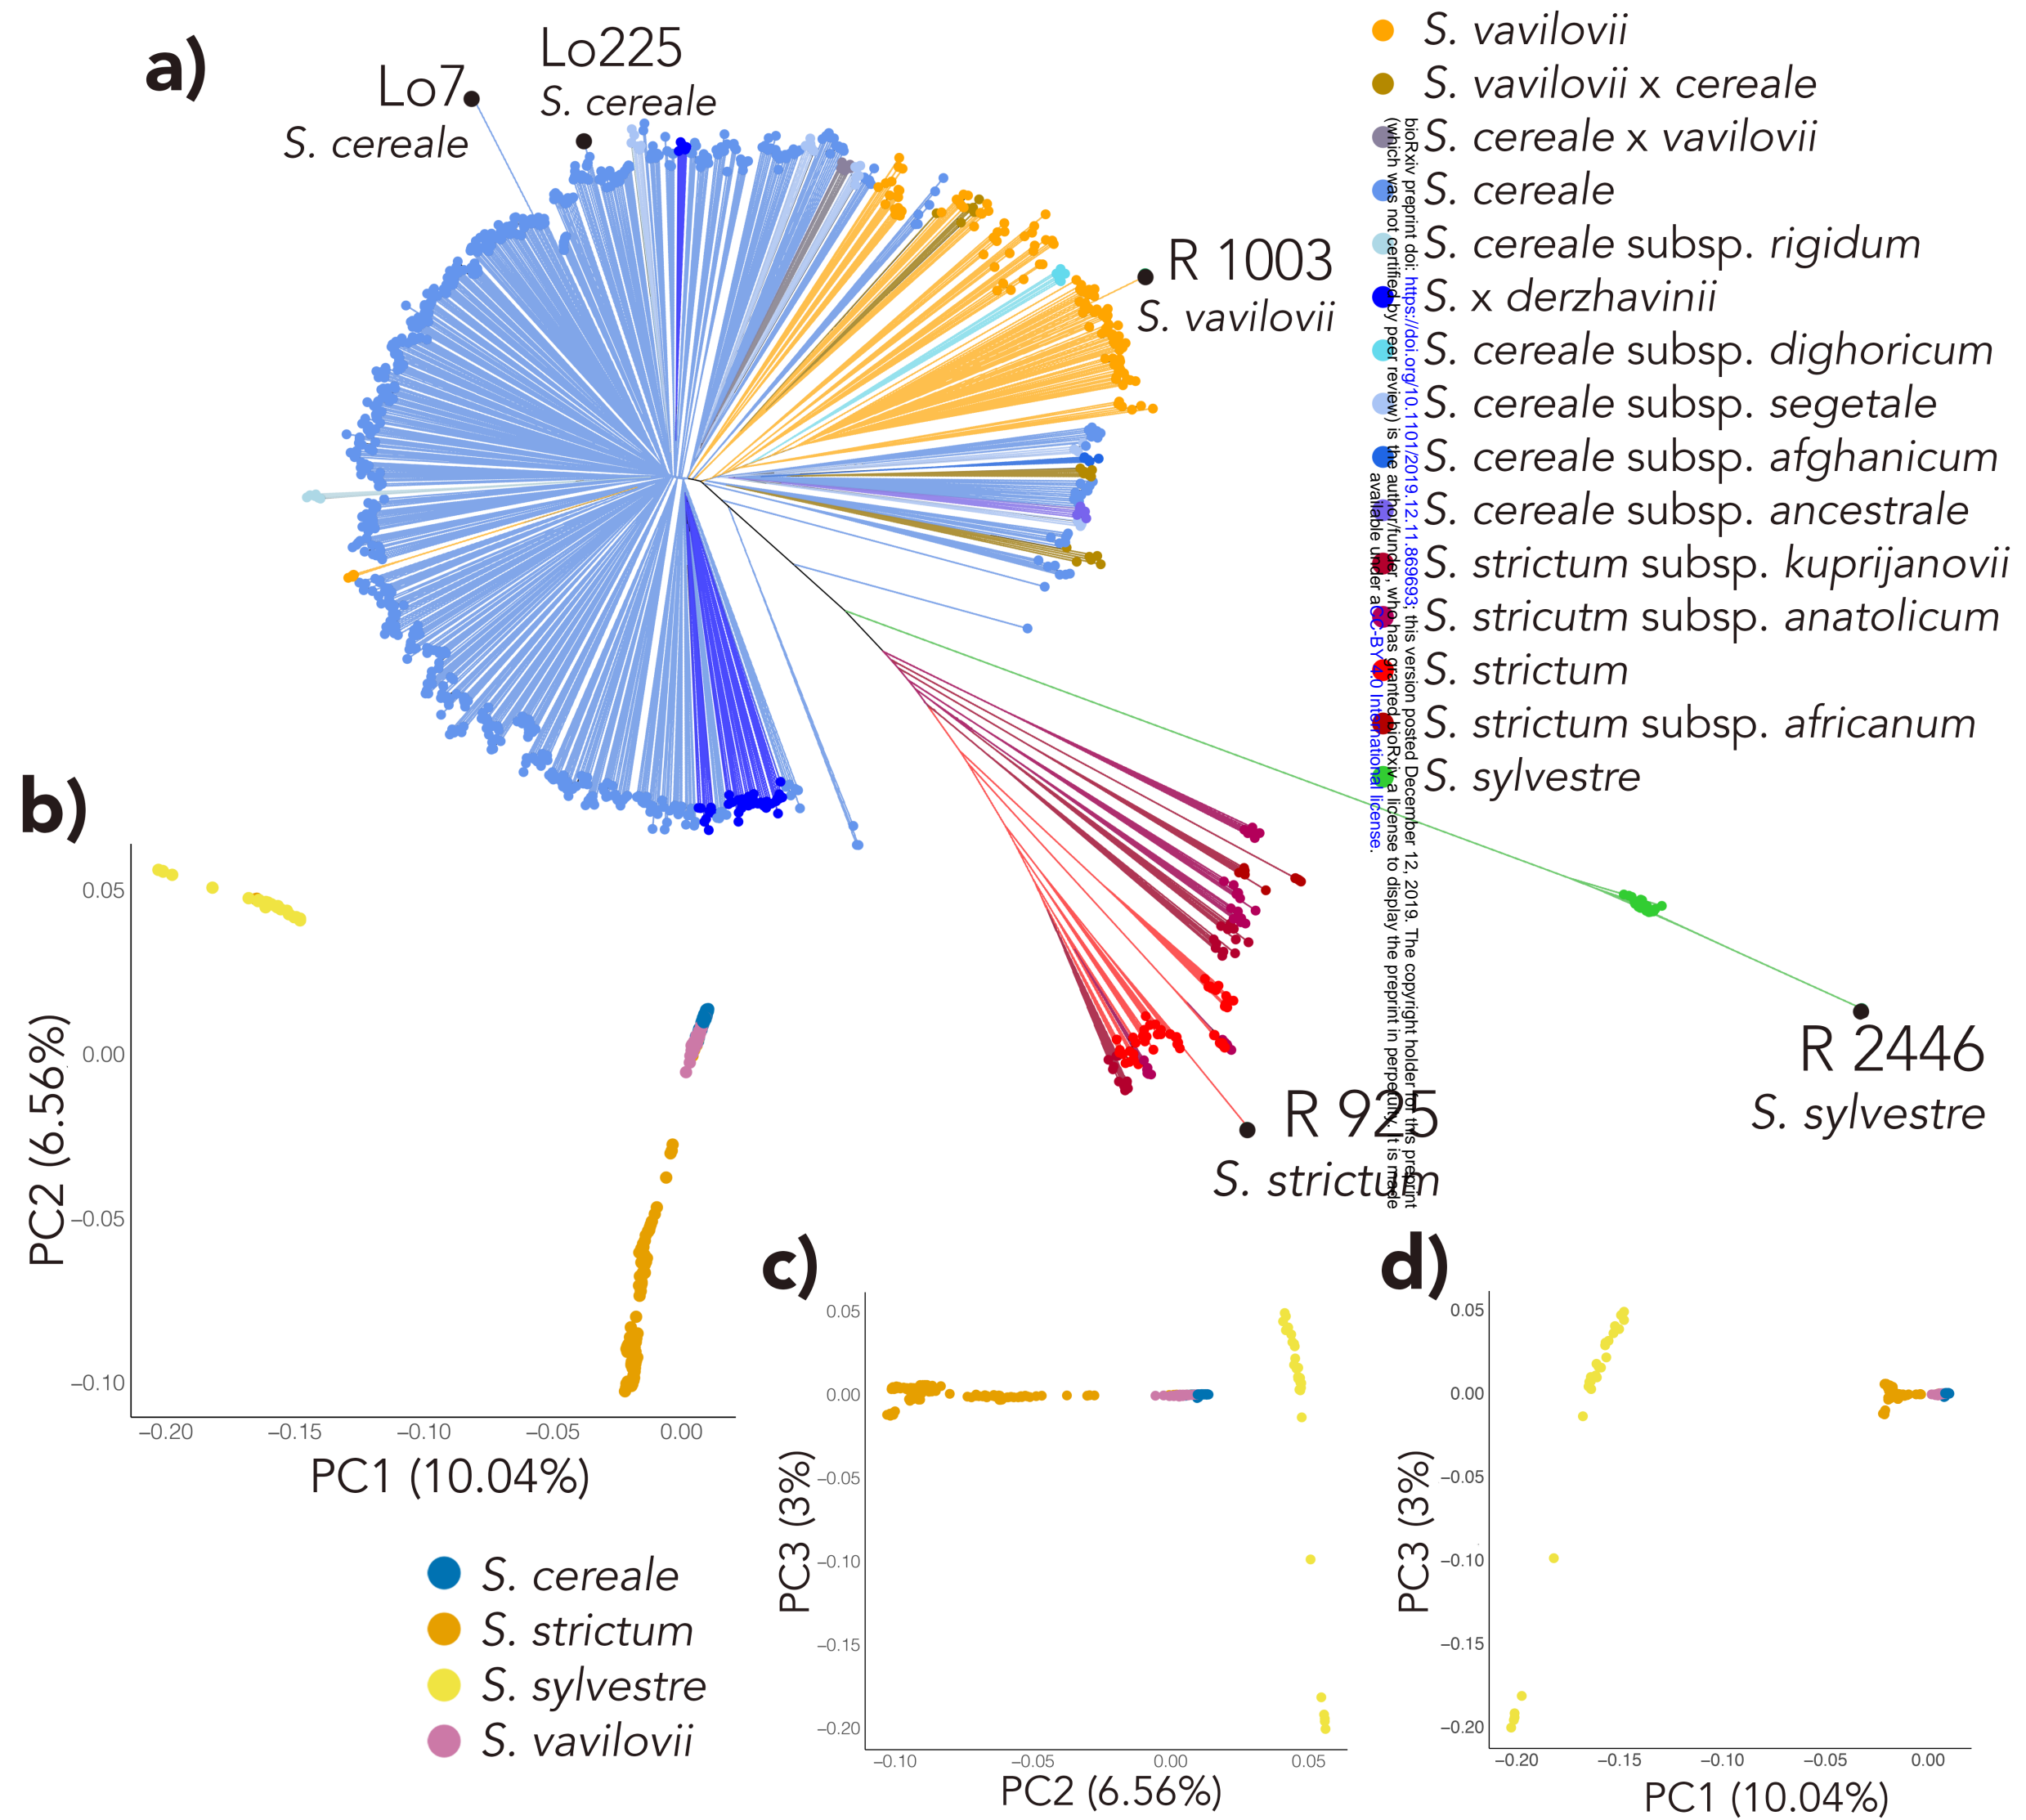 a)
Lo7
S. cereale
Lo225
S. cereale
R 1003
S. vavilovii
R 925
S. strictum
R 2446
S. sylvestre
S. vavilovii
S. vavilovii x cereale
S. cereale x vavilovii
S. cereale
S. cereale subsp. rigidum
S. x derzhavinii
S. cereale subsp. dighoricum
S. cereale subsp. segetale
S. cereale subsp. afghanicum
S. cereale subsp. ancestrale
S. strictum subsp. kuprijanovii
S. stricutm subsp. anatolicum
S. strictum
S. strictum subsp. africanum
S. sylvestre
bioRxiv preprint doi: https://doi.org/10.1101/2019.12.11.869693; this version posted December 12, 2019. The copyright holder for this preprint
(which was not certified by peer review) is the author/funder, who has granted bioRxiv a license to display the preprint in perpetuity. It is made
available under aCC-BY 4.0 International license.
b)
0.05
0.00
−0.05
−0.10
PC2 (6.56%)
−0.20
−0.15
−0.10
−0.05
0.00
PC1 (10.04%)
S. cereale
S. strictum
S. sylvestre
S. vavilovii
c)
0.05
0.00
−0.05
−0.10
−0.15
−0.20
PC3 (3%)
−0.10
−0.05
0.00
0.05
PC2 (6.56%)
d)
0.05
0.00
−0.05
−0.10
−0.15
−0.20
PC3 (3%)
−0.20
−0.15
−0.10
−0.05
0.00
PC1 (10.04%)